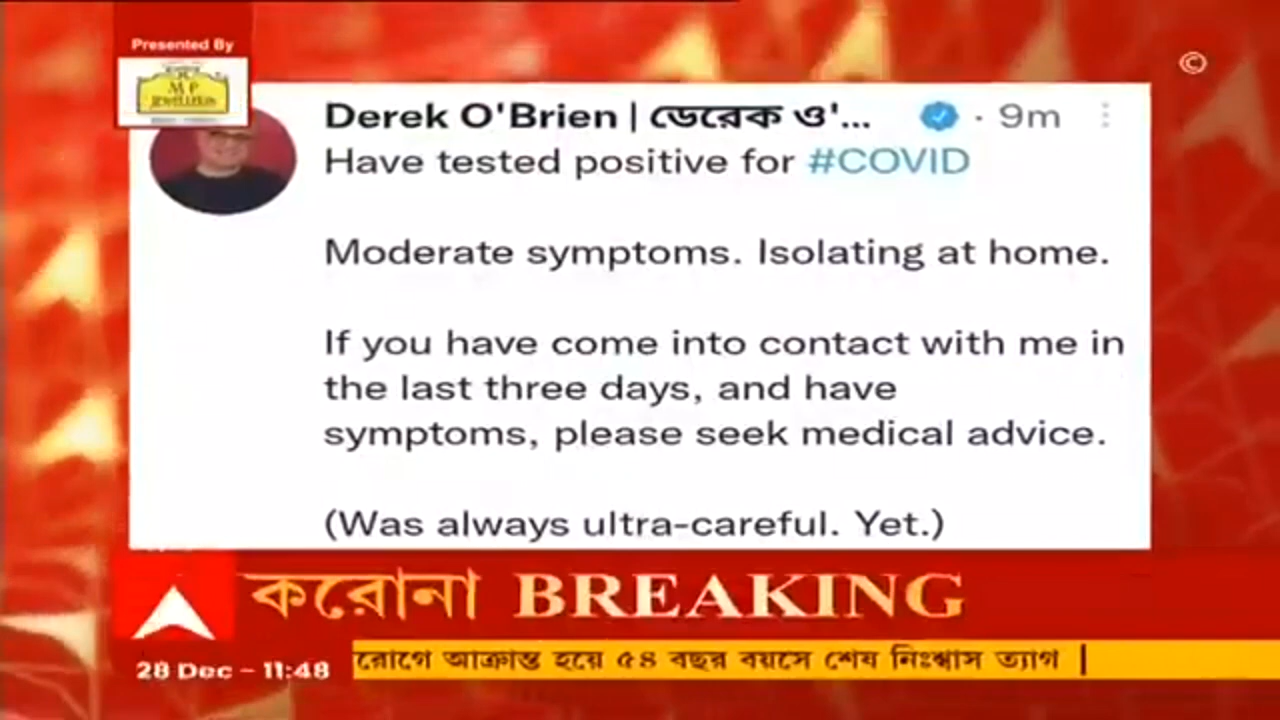 Presented By
M P
JEWELLERS
©
Derek O'Brien | ডেরেক ও'... · 9m
Have tested positive for #COVID
Moderate symptoms. Isolating at home.
If you have come into contact with me in
the last three days, and have
symptoms, please seek medical advice.
(Was always ultra-careful. Yet.)
করোনা BREAKING
28 Dec - 11:48
রোগে আক্রান্ত হয়ে ৫৪ বছর বয়সে শেষ নিঃশ্বাস ত্যাগ |